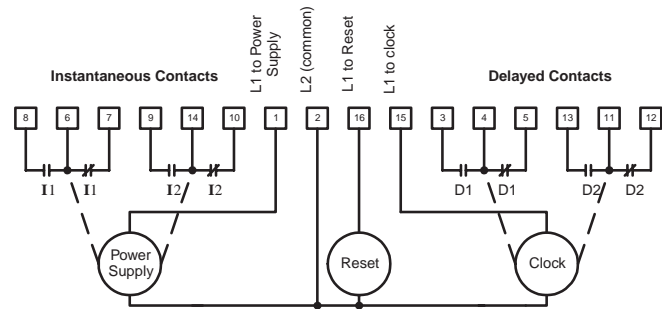 L1 to Power
Supply
L2 (common)
L1 to Reset
L1 to clock
Instantaneous Contacts
Delayed Contacts
8 6 7 9 14 10 1 2 16 15 3 4 5 13 11 12
I1 I1 I2 I2 D1 D1 D2 D2
Power
Supply
Reset
Clock